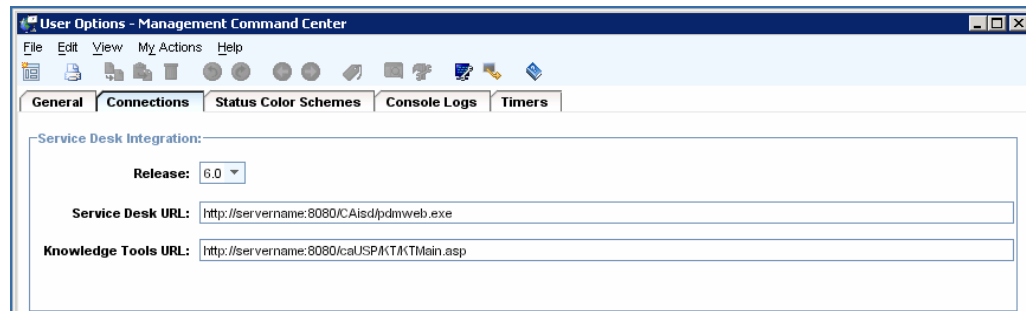 User Options - Management Command Center
File Edit View My Actions Help
General Connections Status Color Schemes Console Logs Timers
Service Desk Integration:
Release: 6.0
Service Desk URL: http://servername:8080/CAisd/pdmweb.exe
Knowledge Tools URL: http://servername:8080/caUSP/KT/KTMain.asp